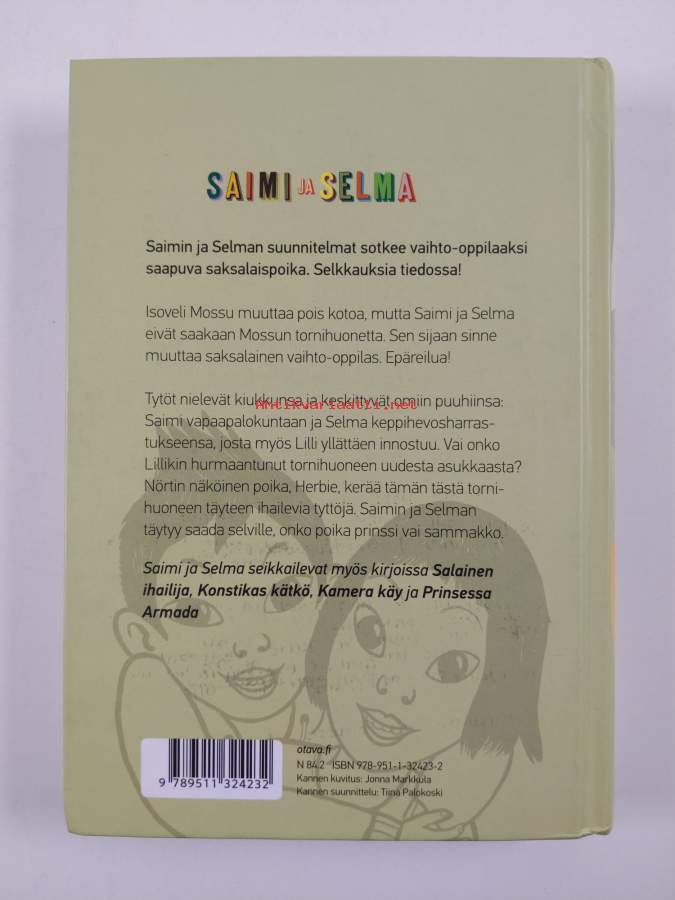 SAIMI JA SELMA
Saimin ja Selman suunnitelmat sotkee vaihto-oppilaaksi
saapuva saksalaispoika. Selkkauksia tiedossa!
Isoveli Mossu muuttaa pois kotoa, mutta Saimi ja Selma
eivät saakaan Mossun tornihuonetta. Sen sijaan sinne
muuttaa saksalainen vaihto-oppilas. Epäreilua!
Tytöt nielevät kiukkunsa ja keskittyvät omiin puuhiinsa:
Antikvariaatti.net
Saimi vapaapalokuntaan ja Selma keppihevosharras-
tukseensa, josta myös Lilli yllättäen innostuu. Vai onko
Lillikin hurmaantunut tornihuoneen uudesta asukkaasta?
Nörtin näköinen poika, Herbie, kerää tämän tästä torni-
huoneen täyteen ihailevia tyttöjä. Saimin ja Selman
täytyy saada selville, onko poika prinssi vai sammakko.
Saimi ja Selma seikkailevat myös kirjoissa Salainen
ihailija, Konstikas kätkö, Kamera käy ja Prinsessa
Armada
otava.fi
N 84.2 ISBN 978-951-1-32423-2
Kannen kuvitus: Jonna Markkula
Kannen suunnittelu: Tiina Palokoski
9 789511 324232